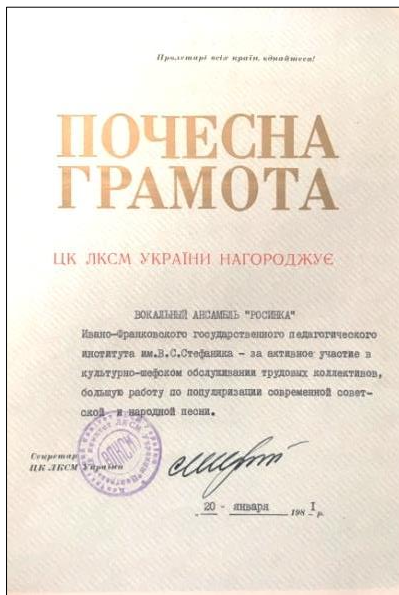 Пролетарі всіх країн, єднайтеся!
ПОЧЕСНА
ГРАМОТА
ЦК ЛКСМ УКРАЇНИ НАГОРОДЖУЄ
ВОКАЛЬНЫЙ АНСАМБЛЬ "РОСИНКА"
Ивано-Франковского государственного педагогического
института им.В.С.Стефаника - за активное участие в
культурно-шефском обслуживании трудовых коллективов,
большую работу по популяризации современной совет-
ской и народной песни.
Секретар
ЦК ЛКСМ України
ВЛКСМ
"20" января 1981 р.